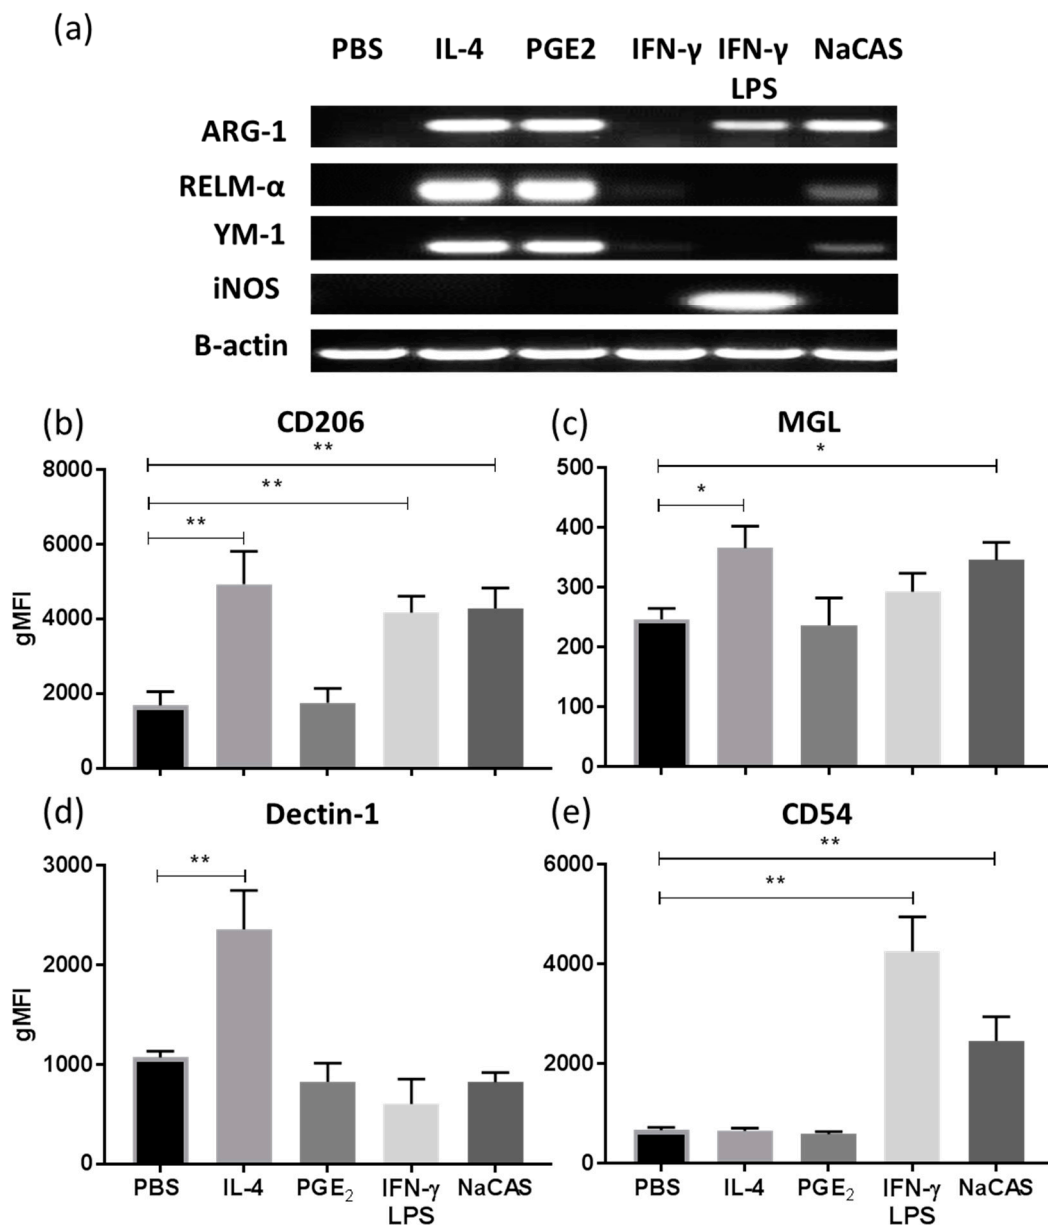 (a)
PBS IL-4 PGE2 IFN-γ IFN-γ NaCAS
LPS
ARG-1
RELM-α
YM-1
iNOS
B-actin
(b) CD206
gMFI
8000
6000
4000
2000
0
**
**
**
(c) MGL
500
400
300
200
100
0
*
*
(d) Dectin-1
gMFI
3000
2000
1000
0
**
PBS IL-4 PGE2 IFN-γ NaCAS
LPS
(e) CD54
6000
4000
2000
0
**
**
PBS IL-4 PGE2 IFN-γ NaCAS
LPS